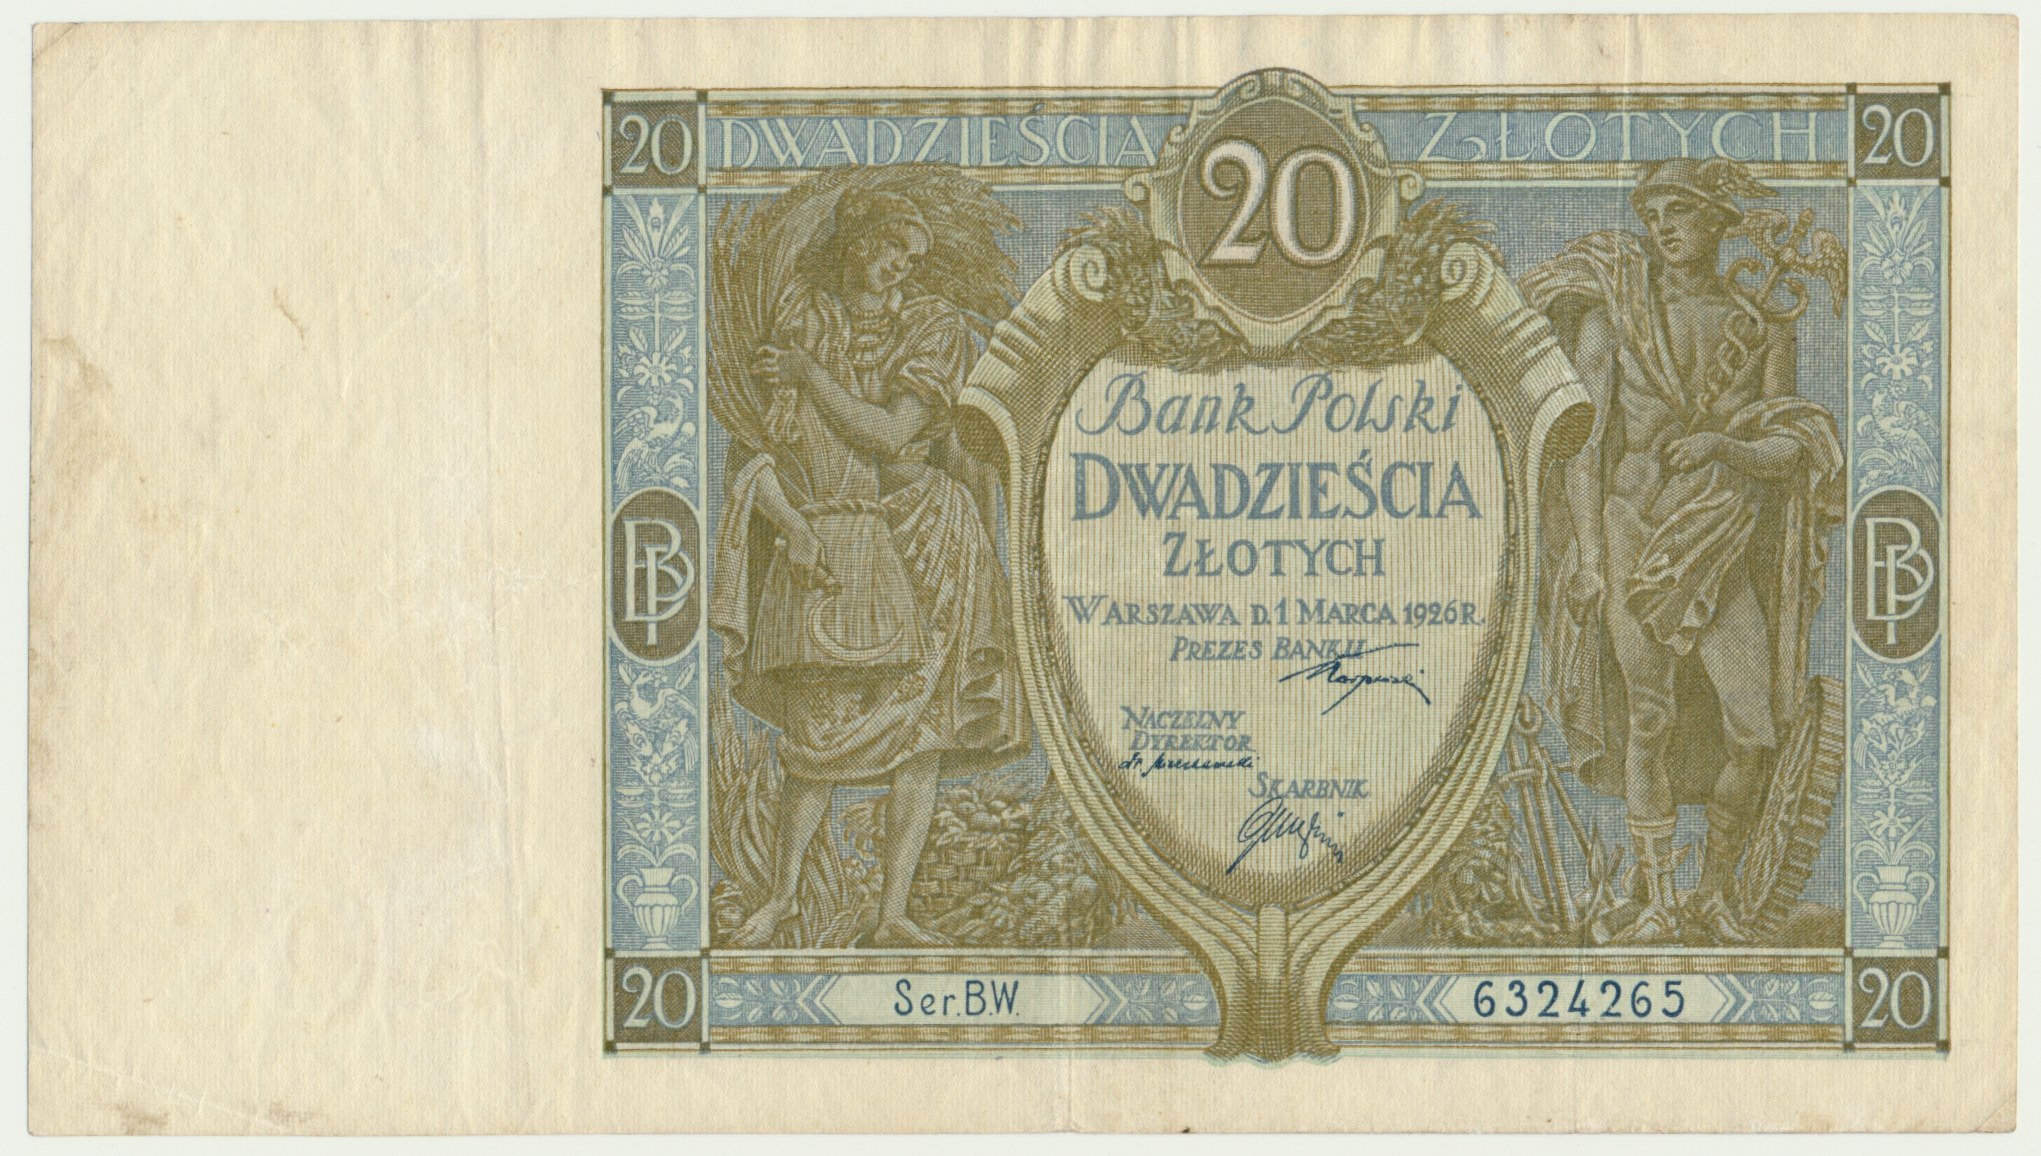 20 DWADZIEŚCIA 20 ZŁOTYCH 20
Bank Polski
DWADZIEŚCIA
ZŁOTYCH
WARSZAWA D. 1 MARCA 1926 R.
PREZES BANKU
NACZELNY
DYREKTOR
SKARBNIK
BP BP
20 Ser. B.W. 6324265 20